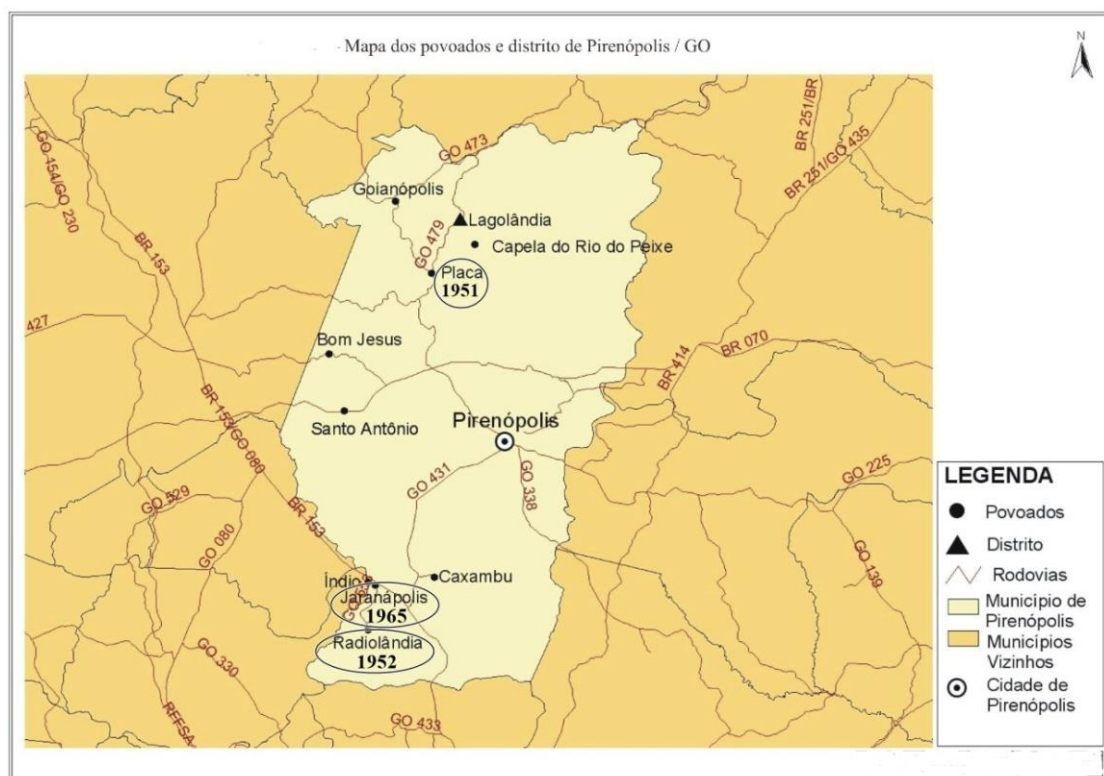 Mapa dos povoados e distrito de Pirenópolis / GO
N
GO 473
BR 251/BR
BR 251/GO 435
GO 154/GO 230
Goianópolis
Lagolândia
GO 479
Capela do Rio do Peixe
BR 153
Placa
1951
427
Bom Jesus
BR 070
BR 414
Santo Antônio
Pirenópolis
BR 153/GO 080
GO 431
GO 338
GO 225
GO 529
BR 153
GO 080
GO 139
Índio
Caxambu
Jaranápolis
1965
Radiolândia
1952
GO 330
RFFSA
GO 433
LEGENDA
Povoados
Distrito
Rodovias
Município de
Pirenópolis
Municípios
Vizinhos
Cidade de
Pirenópolis